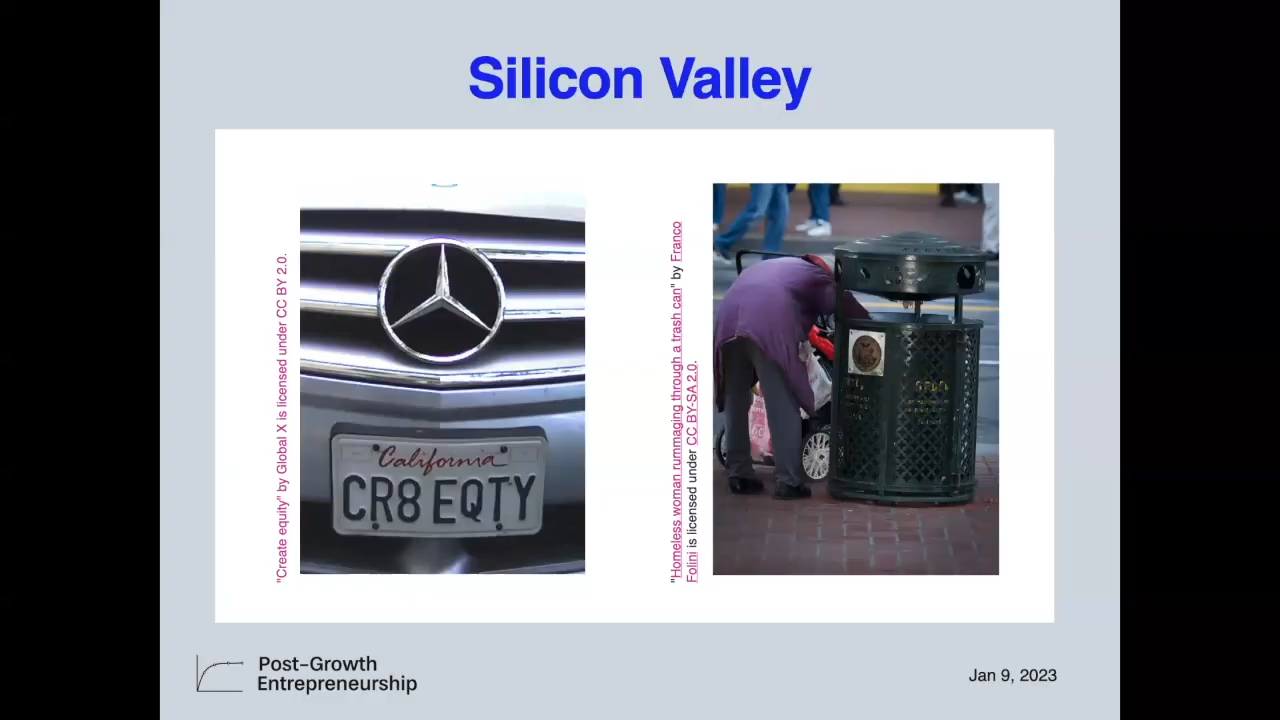 Silicon Valley
"Create equity" by Global X is licensed under CC BY 2.0.
California
CR8 EQTY
"Homeless woman rummaging through a trash can" by Franco
Folini is licensed under CC BY-SA 2.0.
Post-Growth
Entrepreneurship
Jan 9, 2023